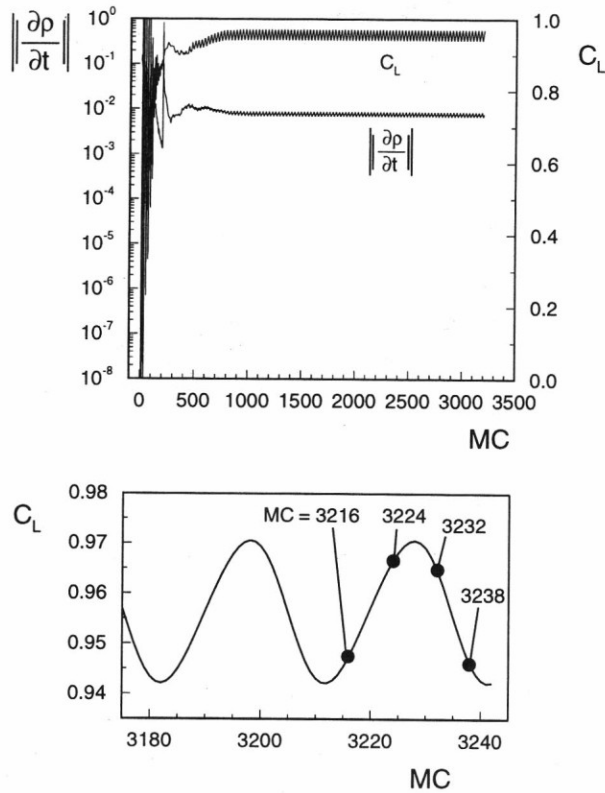 ‖∂ρ/∂t‖
C_L
10^0
10^-1
10^-2
10^-3
10^-4
10^-5
10^-6
10^-7
10^-8
1.0
0.8
0.6
0.4
0.2
0.0
C_L
‖∂ρ/∂t‖
0 500 1000 1500 2000 2500 3000 3500
MC
C_L
0.98
0.97
0.96
0.95
0.94
MC = 3216
3224
3232
3238
3180 3200 3220 3240
MC